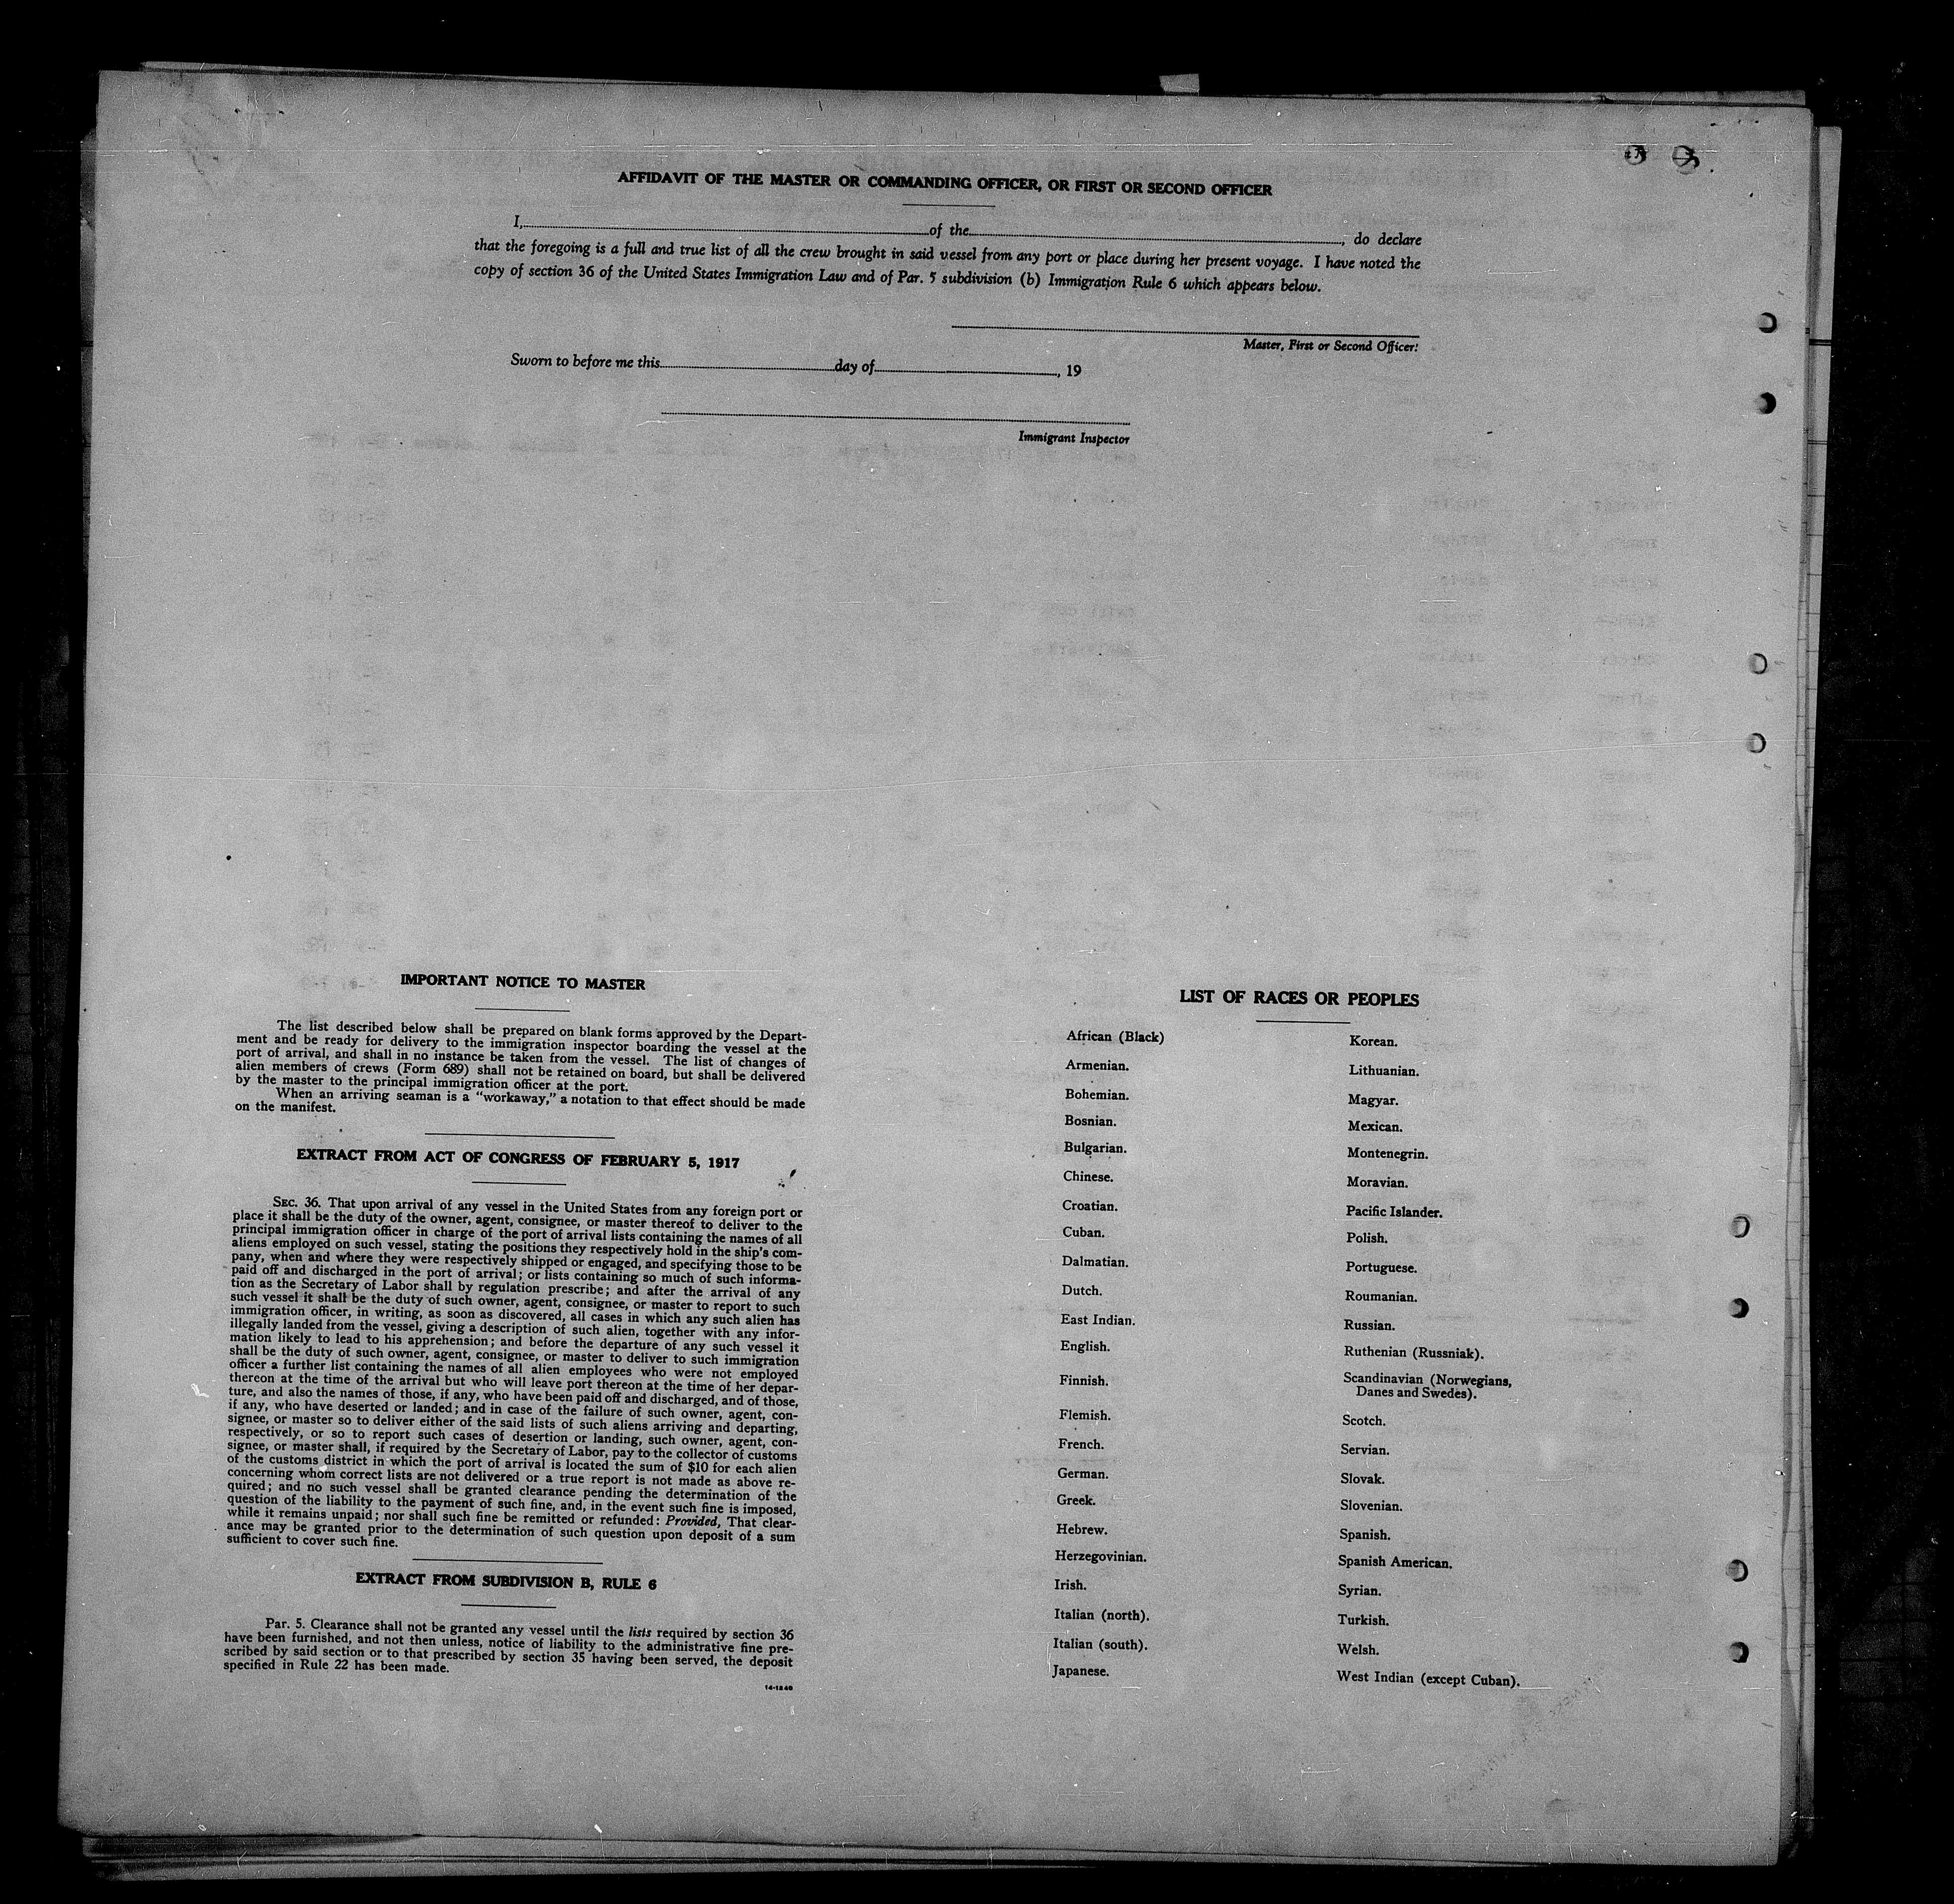 AFFIDAVIT OF THE MASTER OR COMMANDING OFFICER, OR FIRST OR SECOND OFFICER
I, of the , do declare
that the foregoing is a full and true list of all the crew brought in said vessel from any port or place during her present voyage. I have noted the
copy of section 36 of the United States Immigration Law and of Par. 5 subdivision (b) Immigration Rule 6 which appears below.
Master, First or Second Officer.
Sworn to before me this day of , 19
Immigrant Inspector
IMPORTANT NOTICE TO MASTER
The list described below shall be prepared on blank forms approved by the Depart-
ment and be ready for delivery to the immigration inspector boarding the vessel at the
port of arrival, and shall in no instance be taken from the vessel. The list of changes of
alien members of crews (Form 689) shall not be retained on board, but shall be delivered
by the master to the principal immigration officer at the port.
When an arriving seaman is a "workaway," a notation to that effect should be made
on the manifest.
EXTRACT FROM ACT OF CONGRESS OF FEBRUARY 5, 1917
SEC. 36. That upon arrival of any vessel in the United States from any foreign port or
place it shall be the duty of the owner, agent, consignee, or master thereof to deliver to the
principal immigration officer in charge of the port of arrival lists containing the names of all
aliens employed on such vessel, stating the positions they respectively hold in the ship's com-
pany, when and where they were respectively shipped or engaged, and specifying those to be
paid off and discharged in the port of arrival; or lists containing so much of such informa-
tion as the Secretary of Labor shall by regulation prescribe; and after the arrival of any
such vessel it shall be the duty of such owner, agent, consignee, or master to report to such
immigration officer, in writing, as soon as discovered, all cases in which any such alien has
illegally landed from the vessel, giving a description of such alien, together with any infor-
mation likely to lead to his apprehension; and before the departure of any such vessel it
shall be the duty of such owner, agent, consignee, or master to deliver to such immigration
officer a further list containing the names of all alien employees who were not employed
thereon at the time of the arrival but who will leave port thereon at the time of her depar-
ture, and also the names of those, if any, who have been paid off and discharged, and of those,
if any, who have deserted or landed; and in case of the failure of such owner, agent, con-
signee, or master so to deliver either of the said lists of such aliens arriving and departing,
respectively, or so to report such cases of desertion or landing, such owner, agent, con-
signee, or master shall, if required by the Secretary of Labor, pay to the collector of customs
of the customs district in which the port of arrival is located the sum of $10 for each alien
concerning whom correct lists are not delivered or a true report is not made as above re-
quired; and no such vessel shall be granted clearance pending the determination of the
question of the liability to the payment of such fine, and, in the event such fine is imposed,
while it remains unpaid; nor shall such fine be remitted or refunded: Provided, That clear-
ance may be granted prior to the determination of such question upon deposit of a sum
sufficient to cover such fine.
EXTRACT FROM SUBDIVISION B, RULE 6
Par. 5. Clearance shall not be granted any vessel until the lists required by section 36
have been furnished, and not then unless, notice of liability to the administrative fine pre-
scribed by said section or to that prescribed by section 35 having been served, the deposit
specified in Rule 22 has been made.
14-1240
LIST OF RACES OR PEOPLES
African (Black)
Armenian.
Bohemian.
Bosnian.
Bulgarian.
Chinese.
Croatian.
Cuban.
Dalmatian.
Dutch.
East Indian.
English.
Finnish.
Flemish.
French.
German.
Greek.
Hebrew.
Herzegovinian.
Irish.
Italian (north).
Italian (south).
Japanese.
Korean.
Lithuanian.
Magyar.
Mexican.
Montenegrin.
Moravian.
Pacific Islander.
Polish.
Portuguese.
Roumanian.
Russian.
Ruthenian (Russniak).
Scandinavian (Norwegians,
Danes and Swedes).
Scotch.
Servian.
Slovak.
Slovenian.
Spanish.
Spanish American.
Syrian.
Turkish.
Welsh.
West Indian (except Cuban).